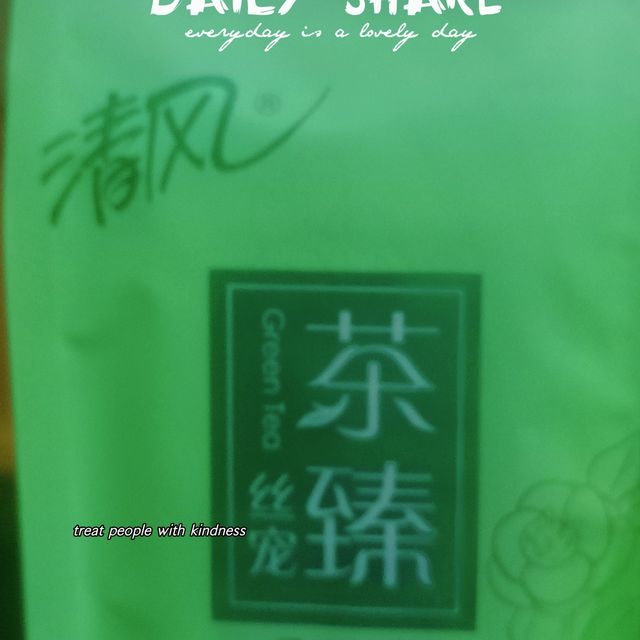 DAILY SHARE
everyday is a lovely day
清风®
茶臻
Green tea
丝宠
treat people with kindness